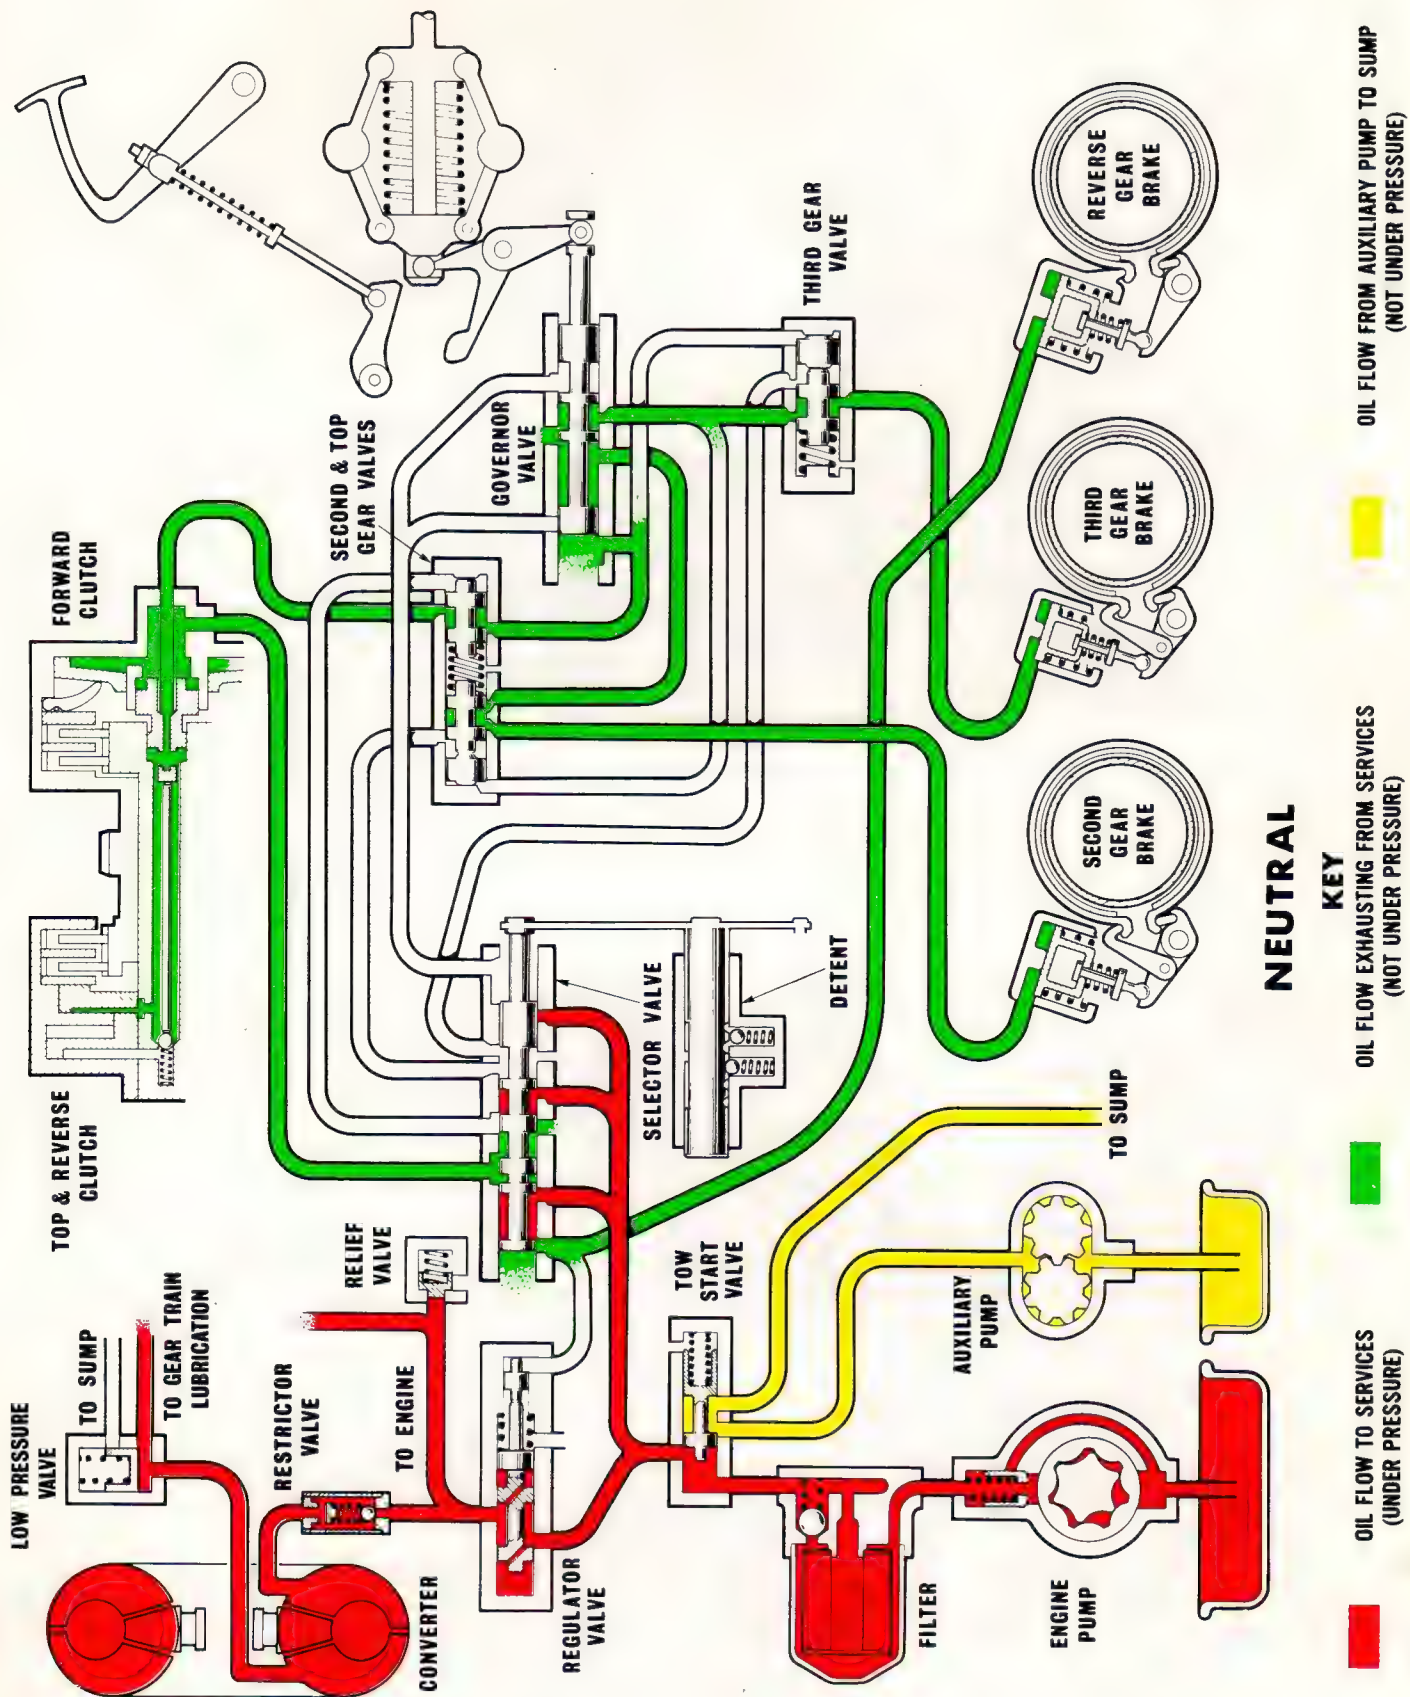 LOW PRESSURE
VALVE
TO SUMP
TO GEAR TRAIN
LUBRICATION
TOP & REVERSE
CLUTCH
FORWARD
CLUTCH
RESTRICTOR
VALVE
TO ENGINE
RELIEF
VALVE
SECOND & TOP
GEAR VALVES
CONVERTER
REGULATOR
VALVE
SELECTOR VALVE
GOVERNOR
VALVE
TOW
START
VALVE
DETENT
THIRD GEAR
VALVE
FILTER
AUXILIARY
PUMP
ENGINE
PUMP
TO SUMP
SECOND
GEAR
BRAKE
THIRD
GEAR
BRAKE
REVERSE
GEAR
BRAKE
NEUTRAL
KEY
OIL FLOW TO SERVICES
(UNDER PRESSURE)
OIL FLOW EXHAUSTING FROM SERVICES
(NOT UNDER PRESSURE)
OIL FLOW FROM AUXILIARY PUMP TO SUMP
(NOT UNDER PRESSURE)